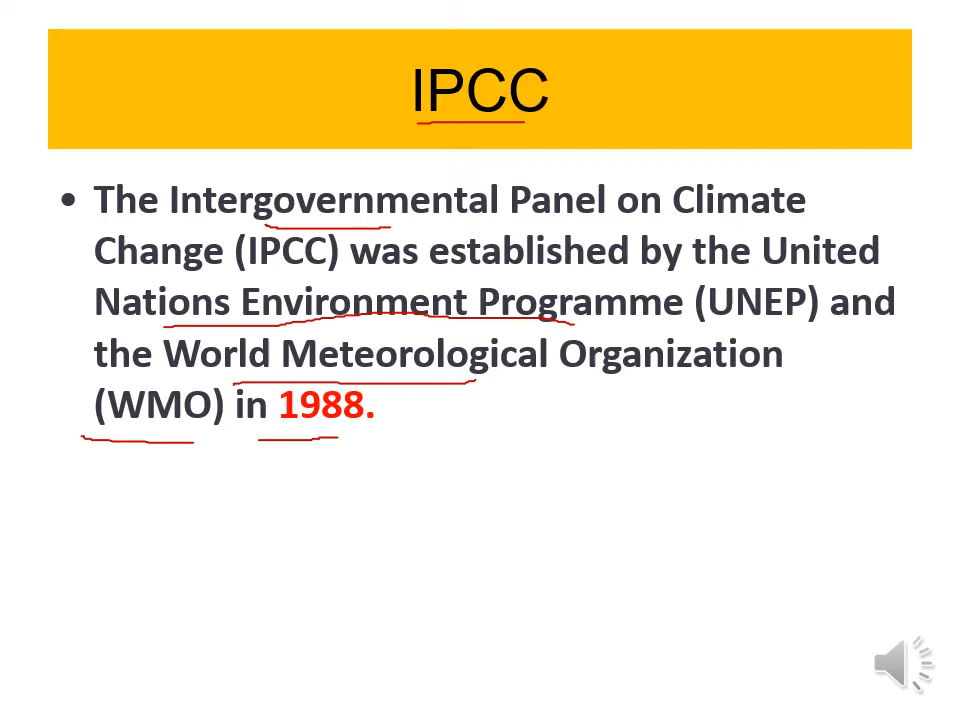 IPCC
• The Intergovernmental Panel on Climate
Change (IPCC) was established by the United
Nations Environment Programme (UNEP) and
the World Meteorological Organization
(WMO) in 1988.